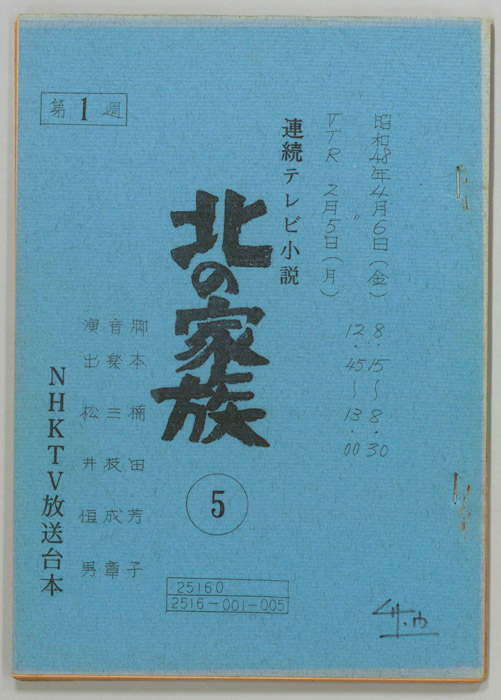 第1週
昭和48年4月6日(金) 8.15〜8.30
〃 12.45〜13.00
VTR 2月5日(月)
連続テレビ小説
北の家族
5
脚本 楠田芳子
音楽 三枝成章
演出 松井恒男
NHKTV放送台本
25160
2516-001-005